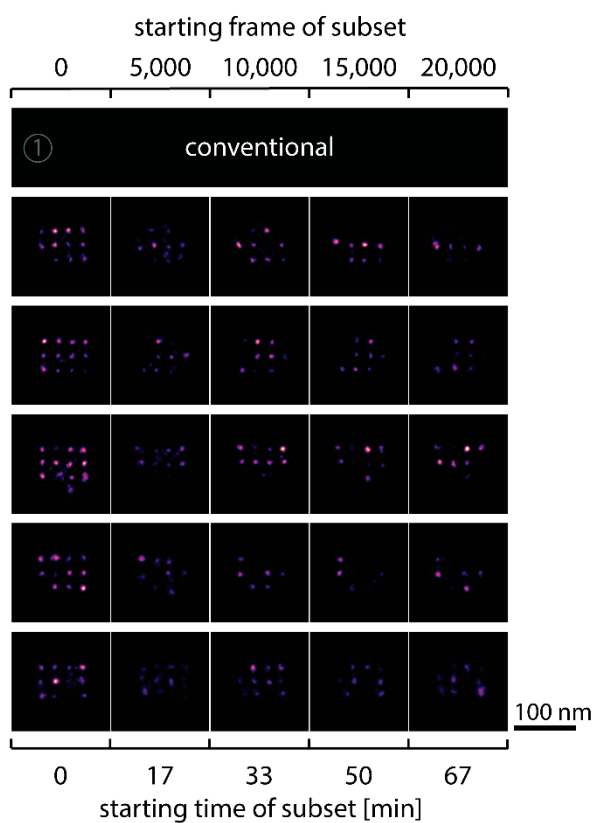 starting frame of subset
0 5,000 10,000 15,000 20,000
① conventional
100 nm
0 17 33 50 67
starting time of subset [min]